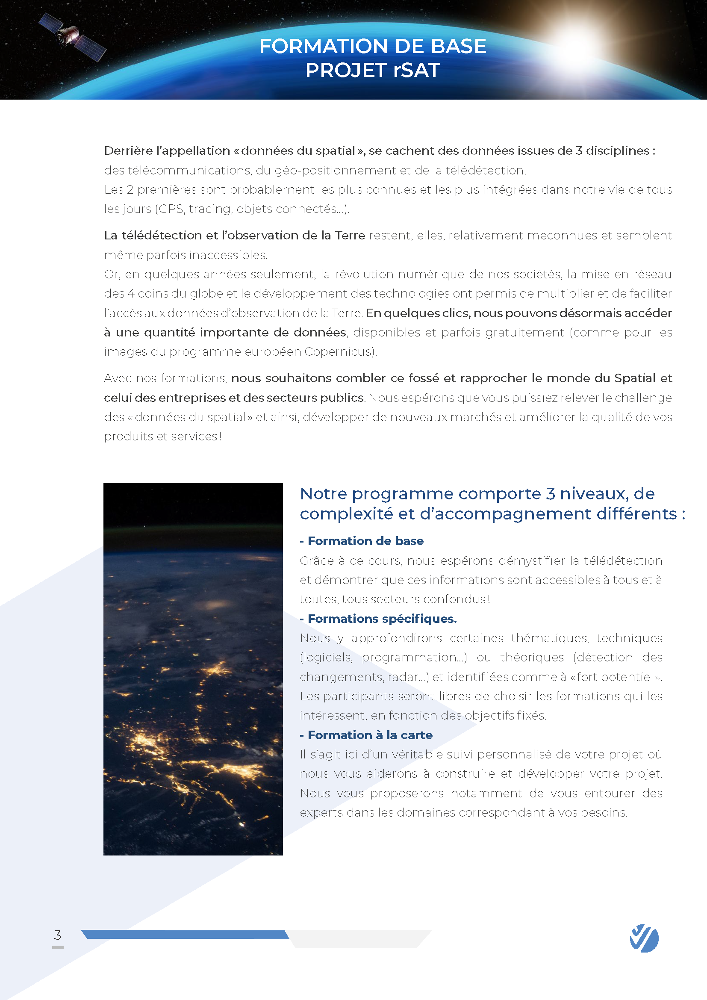 FORMATION DE BASE
PROJET rSAT
Derrière l’appellation « données du spatial », se cachent des données issues de 3 disciplines :
des télécommunications, du géo-positionnement et de la télédétection.
Les 2 premières sont probablement les plus connues et les plus intégrées dans notre vie de tous
les jours (GPS, tracing, objets connectés...).
La télédétection et l’observation de la Terre restent, elles, relativement méconnues et semblent
même parfois inaccessibles.
Or, en quelques années seulement, la révolution numérique de nos sociétés, la mise en réseau
des 4 coins du globe et le développement des technologies ont permis de multiplier et de faciliter
l’accès aux données d’observation de la Terre. En quelques clics, nous pouvons désormais accéder
à une quantité importante de données, disponibles et parfois gratuitement (comme pour les
images du programme européen Copernicus).
Avec nos formations, nous souhaitons combler ce fossé et rapprocher le monde du Spatial et
celui des entreprises et des secteurs publics. Nous espérons que vous puissiez relever le challenge
des « données du spatial » et ainsi, développer de nouveaux marchés et améliorer la qualité de vos
produits et services !
Notre programme comporte 3 niveaux, de
complexité et d’accompagnement différents :
- Formation de base
Grâce à ce cours, nous espérons démystifier la télédétection
et démontrer que ces informations sont accessibles à tous et à
toutes, tous secteurs confondus !
- Formations spécifiques.
Nous y approfondirons certaines thématiques, techniques
(logiciels, programmation...) ou théoriques (détection des
changements, radar...) et identifiées comme à « fort potentiel ».
Les participants seront libres de choisir les formations qui les
intéressent, en fonction des objectifs fixés.
- Formation à la carte
Il s’agit ici d’un véritable suivi personnalisé de votre projet où
nous vous aiderons à construire et développer votre projet.
Nous vous proposerons notamment de vous entourer des
experts dans les domaines correspondant à vos besoins.
3